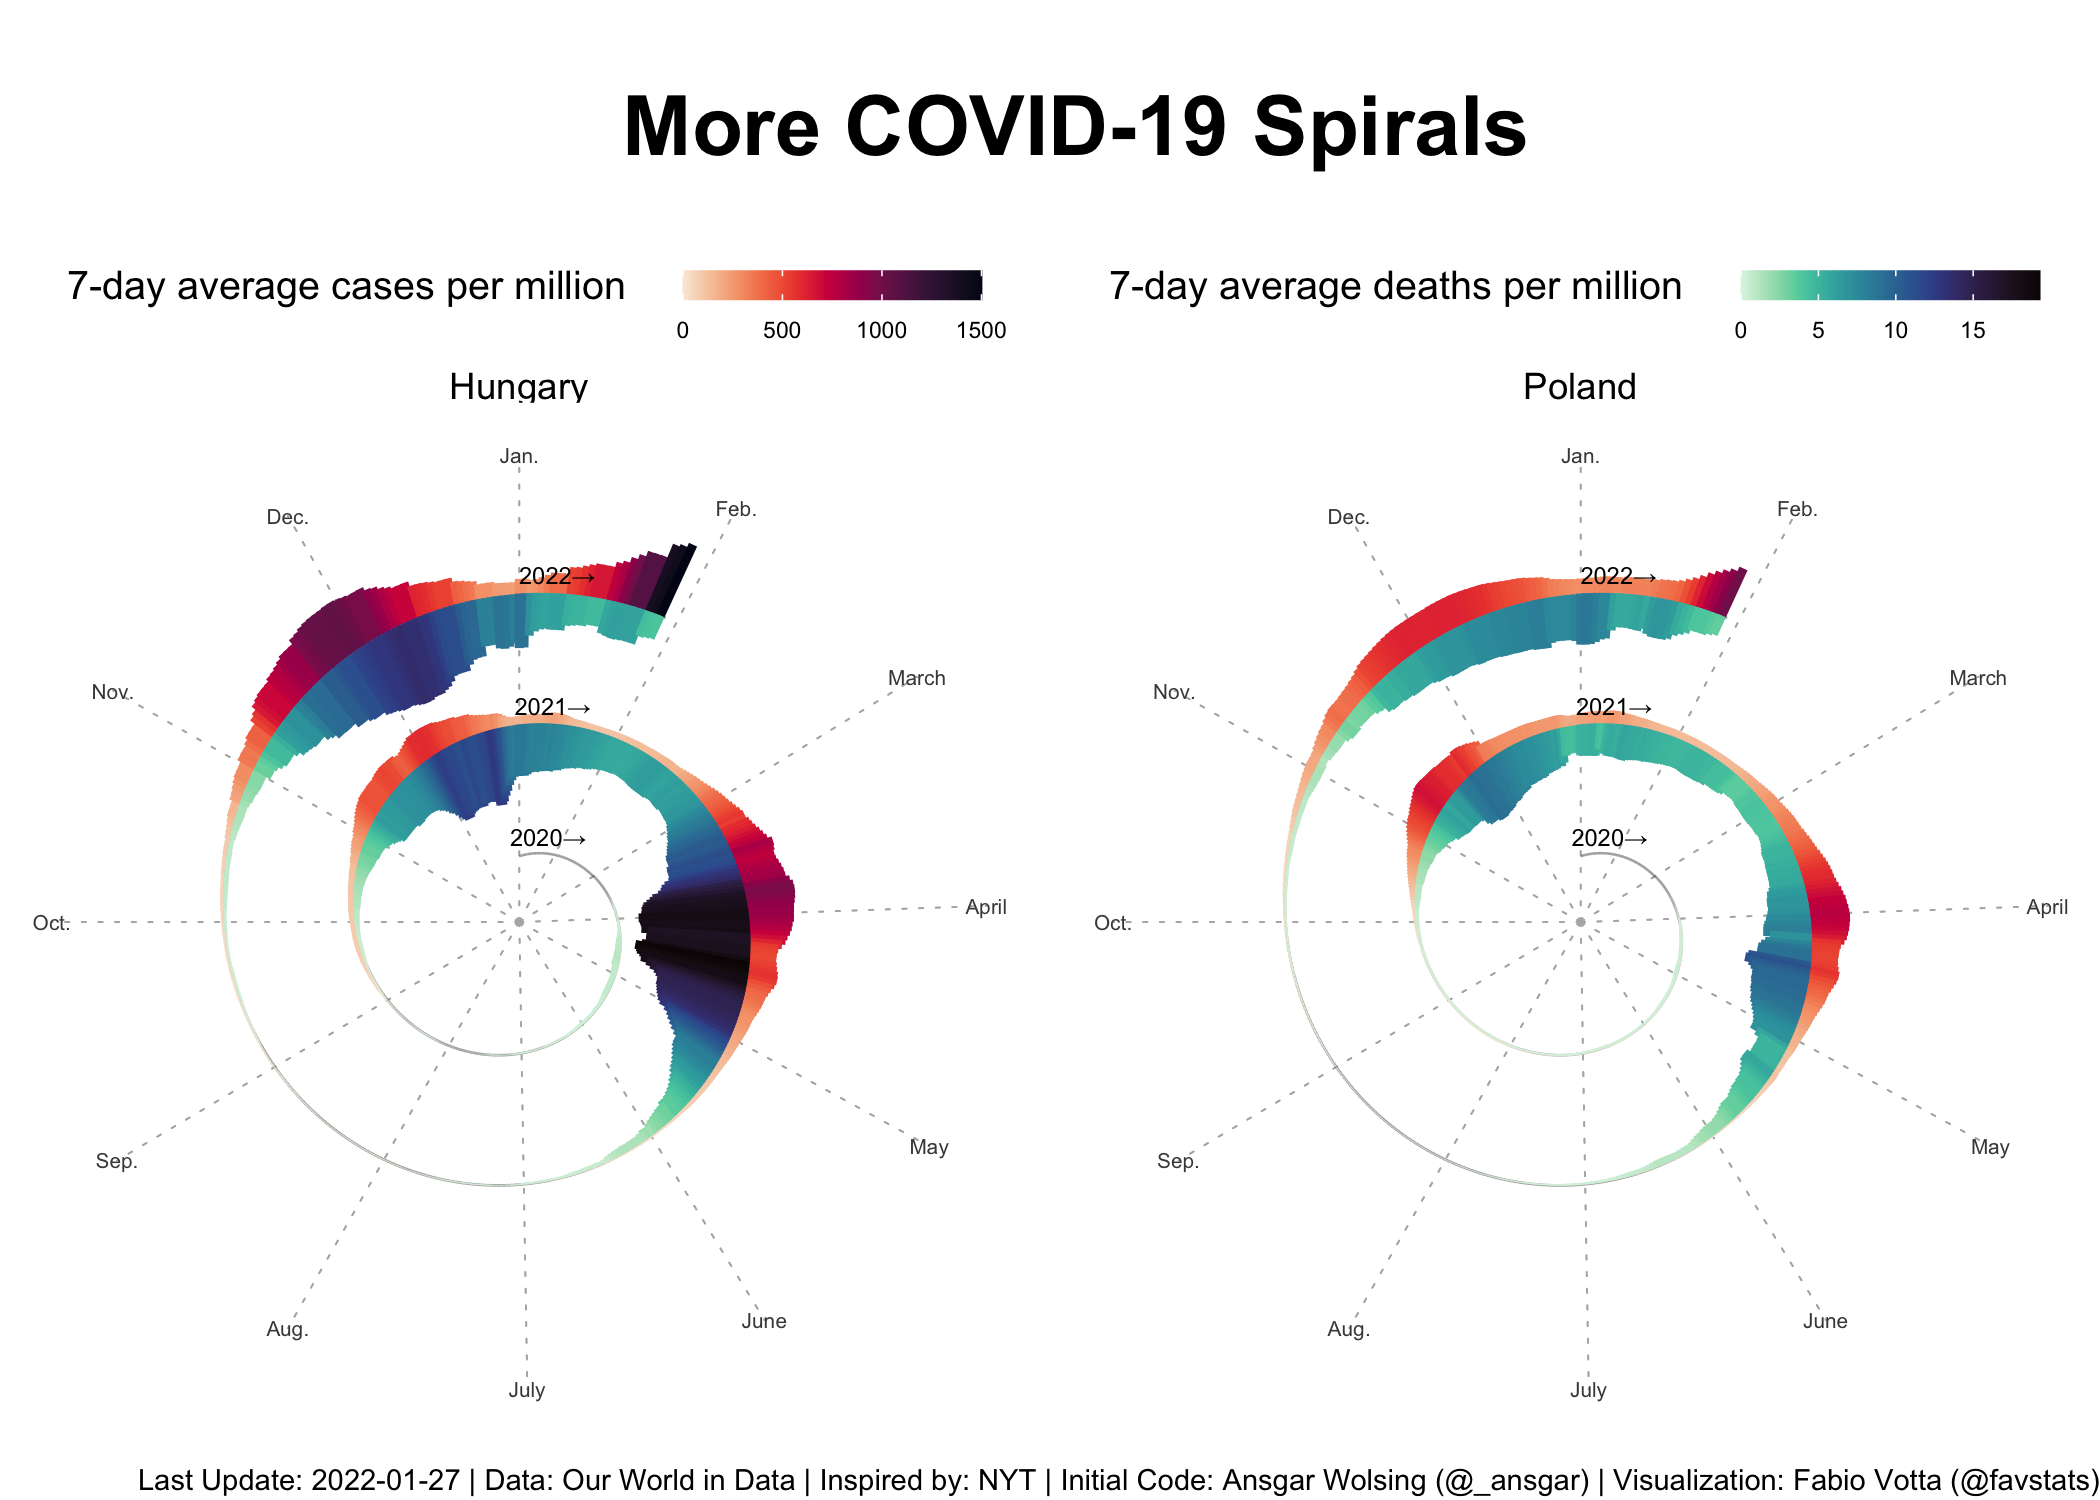 More COVID-19 Spirals
7-day average cases per million
0 500 1000 1500
7-day average deaths per million
0 5 10 15
Hungary
Jan.
Feb.
March
April
May
June
July
Aug.
Sep.
Oct.
Nov.
Dec.
2022→
2021→
2020→
Poland
Jan.
Feb.
March
April
May
June
July
Aug.
Sep.
Oct.
Nov.
Dec.
2022→
2021→
2020→
Last Update: 2022-01-27 | Data: Our World in Data | Inspired by: NYT | Initial Code: Ansgar Wolsing (@_ansgar) | Visualization: Fabio Votta (@favstats)